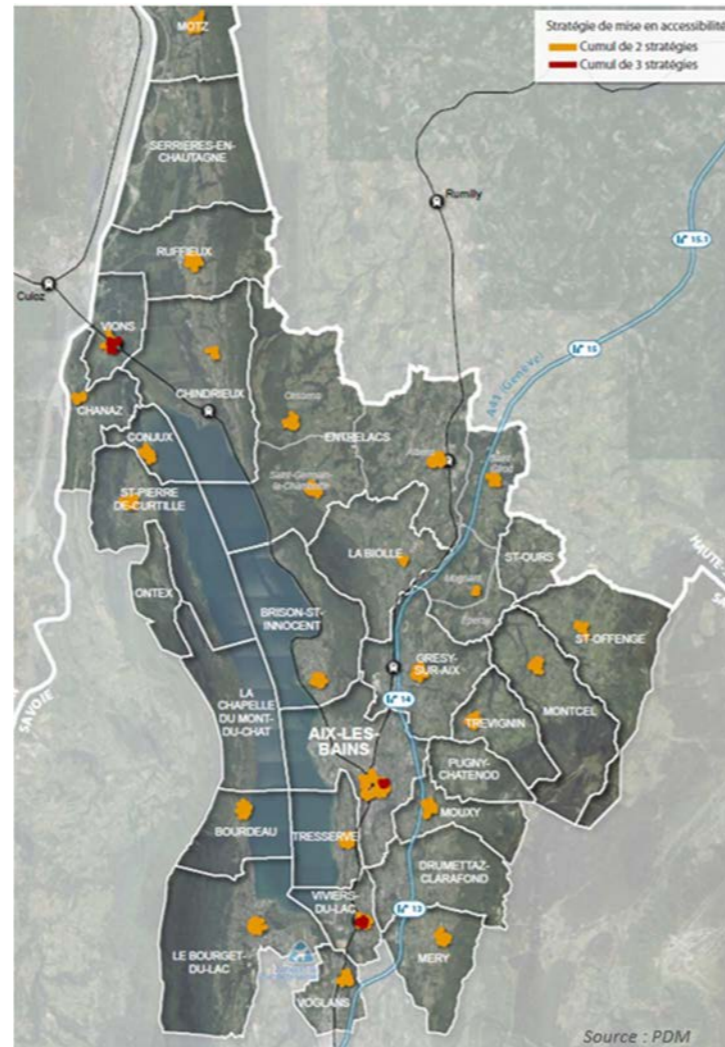 Stratégie de mise en accessibilité
Cumul de 2 stratégies
Cumul de 3 stratégies
MOTZ
SERRIERES-EN-
CHAUTAGNE
Rumilly
15.1
RUFFIEUX
Culoz
VIONS
A41 (Genève)
15
CHANAZ
CHINDRIEUX
CONJUX
ENTRELACS
Saint-Germain-
la-Chambotte
ST-PIERRE
DE-CURTILLE
LA BIOLLE
ST-OURS
ONTEX
BRISON-ST-
INNOCENT
Mognard
Epersy
HAUTE-
ST-OFFENGE
GRESY-
SUR-AIX
14
LA
CHAPELLE
DU MONT-
DU-CHAT
SAVOIE
MONTCEL
TREVIGNIN
AIX-LES-
BAINS
PUGNY-
CHATENOD
BOURDEAU
TRESSERVE
MOUXY
DRUMETTAZ-
CLARAFOND
VIVIERS-
DU-LAC
13
LE BOURGET-
DU-LAC
MERY
VOGLANS
Source : PDM